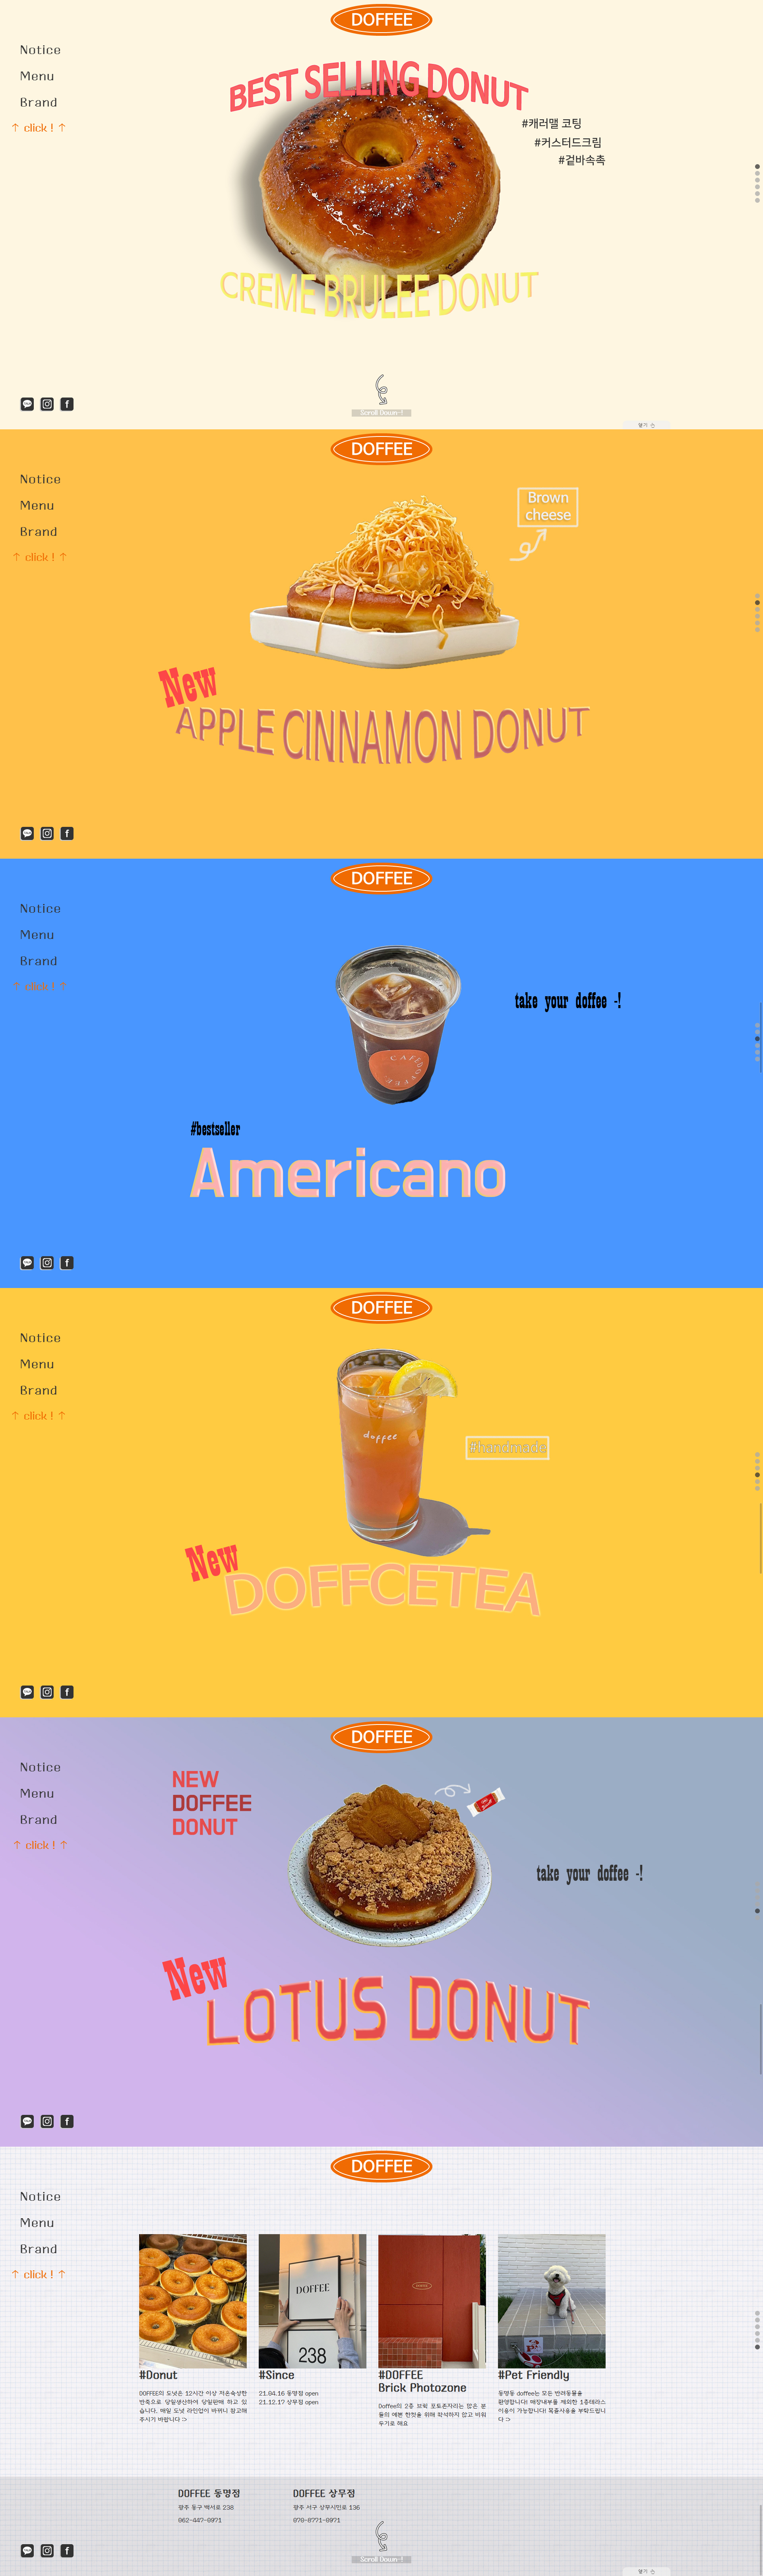 DOFFEE
Notice
Menu
Brand
↑ click ! ↑
BEST SELLING DONUT
#캐러맬 코팅
#커스터드크림
#겉바속촉
CREME BRULEE DONUT
Scroll Down-!
열기
DOFFEE
Notice
Menu
Brand
↑ click ! ↑
Brown
cheese
New
APPLE CINNAMON DONUT
DOFFEE
Notice
Menu
Brand
↑ click ! ↑
take your doffee -!
#bestseller
Americano
DOFFEE
Notice
Menu
Brand
↑ click ! ↑
doffee
#handmade
New
DOFFCETEA
DOFFEE
Notice
Menu
Brand
↑ click ! ↑
NEW
DOFFEE
DONUT
take your doffee -!
New
LOTUS DONUT
DOFFEE
Notice
Menu
Brand
↑ click ! ↑
DOFFEE
238
#Donut
DOFFEE의 도넛은 12시간 이상 저온숙성한
반죽으로 당일생산하여 당일판매 하고 있
습니다. 매일 도넛 라인업이 바뀌니 참고해
주시기 바랍니다 :>
#Since
21.04.16 동명점 open
21.12.17 상무점 open
#DOFFEE
Brick Photozone
Doffee의 2층 브릭 포토존자리는 많은 분
들의 예쁜 한컷을 위해 착석하지 않고 비워
두기로 해요
#Pet Friendly
동명동 doffee는 모든 반려동물을
환영합니다! 매장내부를 제외한 1층테라스
이용이 가능합니다! 목줄사용을 부탁드립니
다 :>
DOFFEE 동명점
광주 동구 백서로 238
062-447-0971
DOFFEE 상무점
광주 서구 상무시민로 136
070-8771-0971
Scroll Down-!
열기